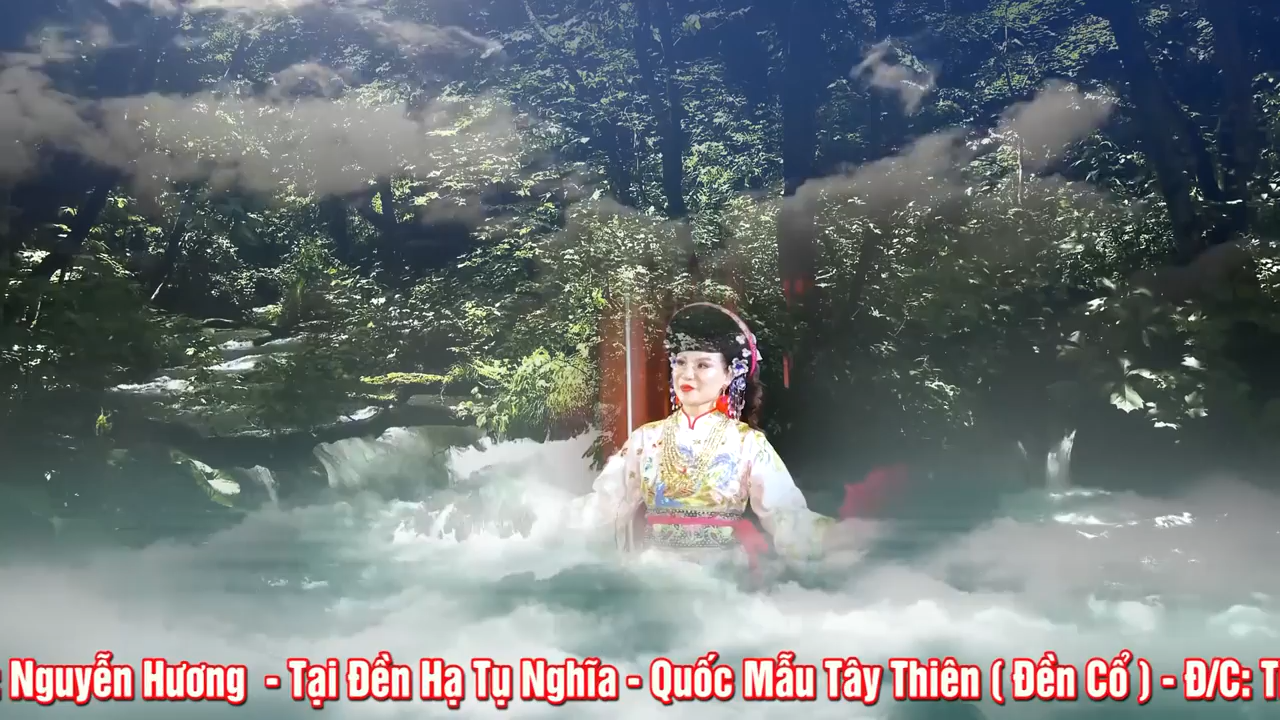 : Nguyễn Hương - Tại Đền Hạ Tụ Nghĩa - Quốc Mẫu Tây Thiên ( Đền Cổ ) - Đ/C: T